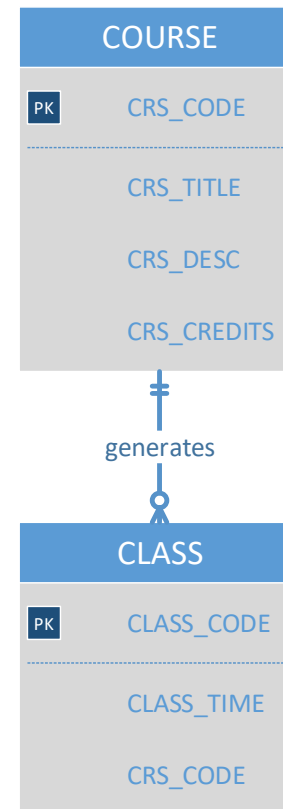 COURSE
PK CRS_CODE
CRS_TITLE
CRS_DESC
CRS_CREDITS
generates
CLASS
PK CLASS_CODE
CLASS_TIME
CRS_CODE